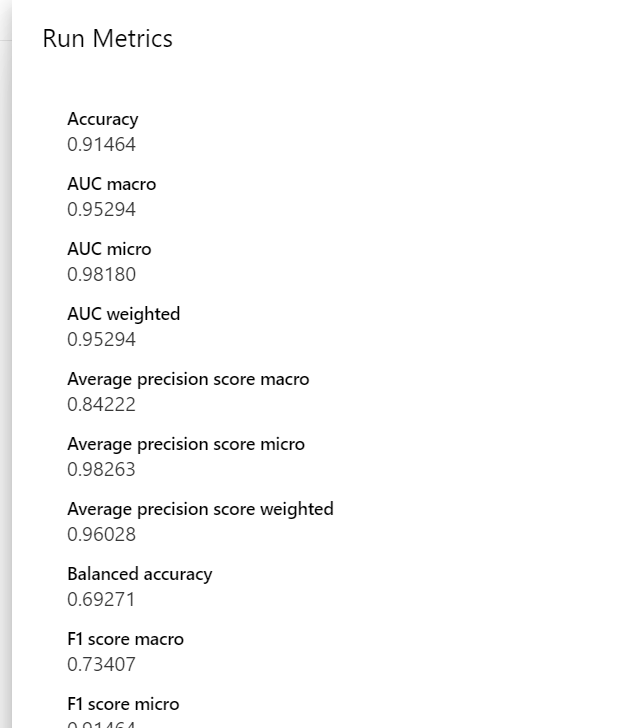 Run Metrics
Accuracy
0.91464
AUC macro
0.95294
AUC micro
0.98180
AUC weighted
0.95294
Average precision score macro
0.84222
Average precision score micro
0.98263
Average precision score weighted
0.96028
Balanced accuracy
0.69271
F1 score macro
0.73407
F1 score micro
0.91464